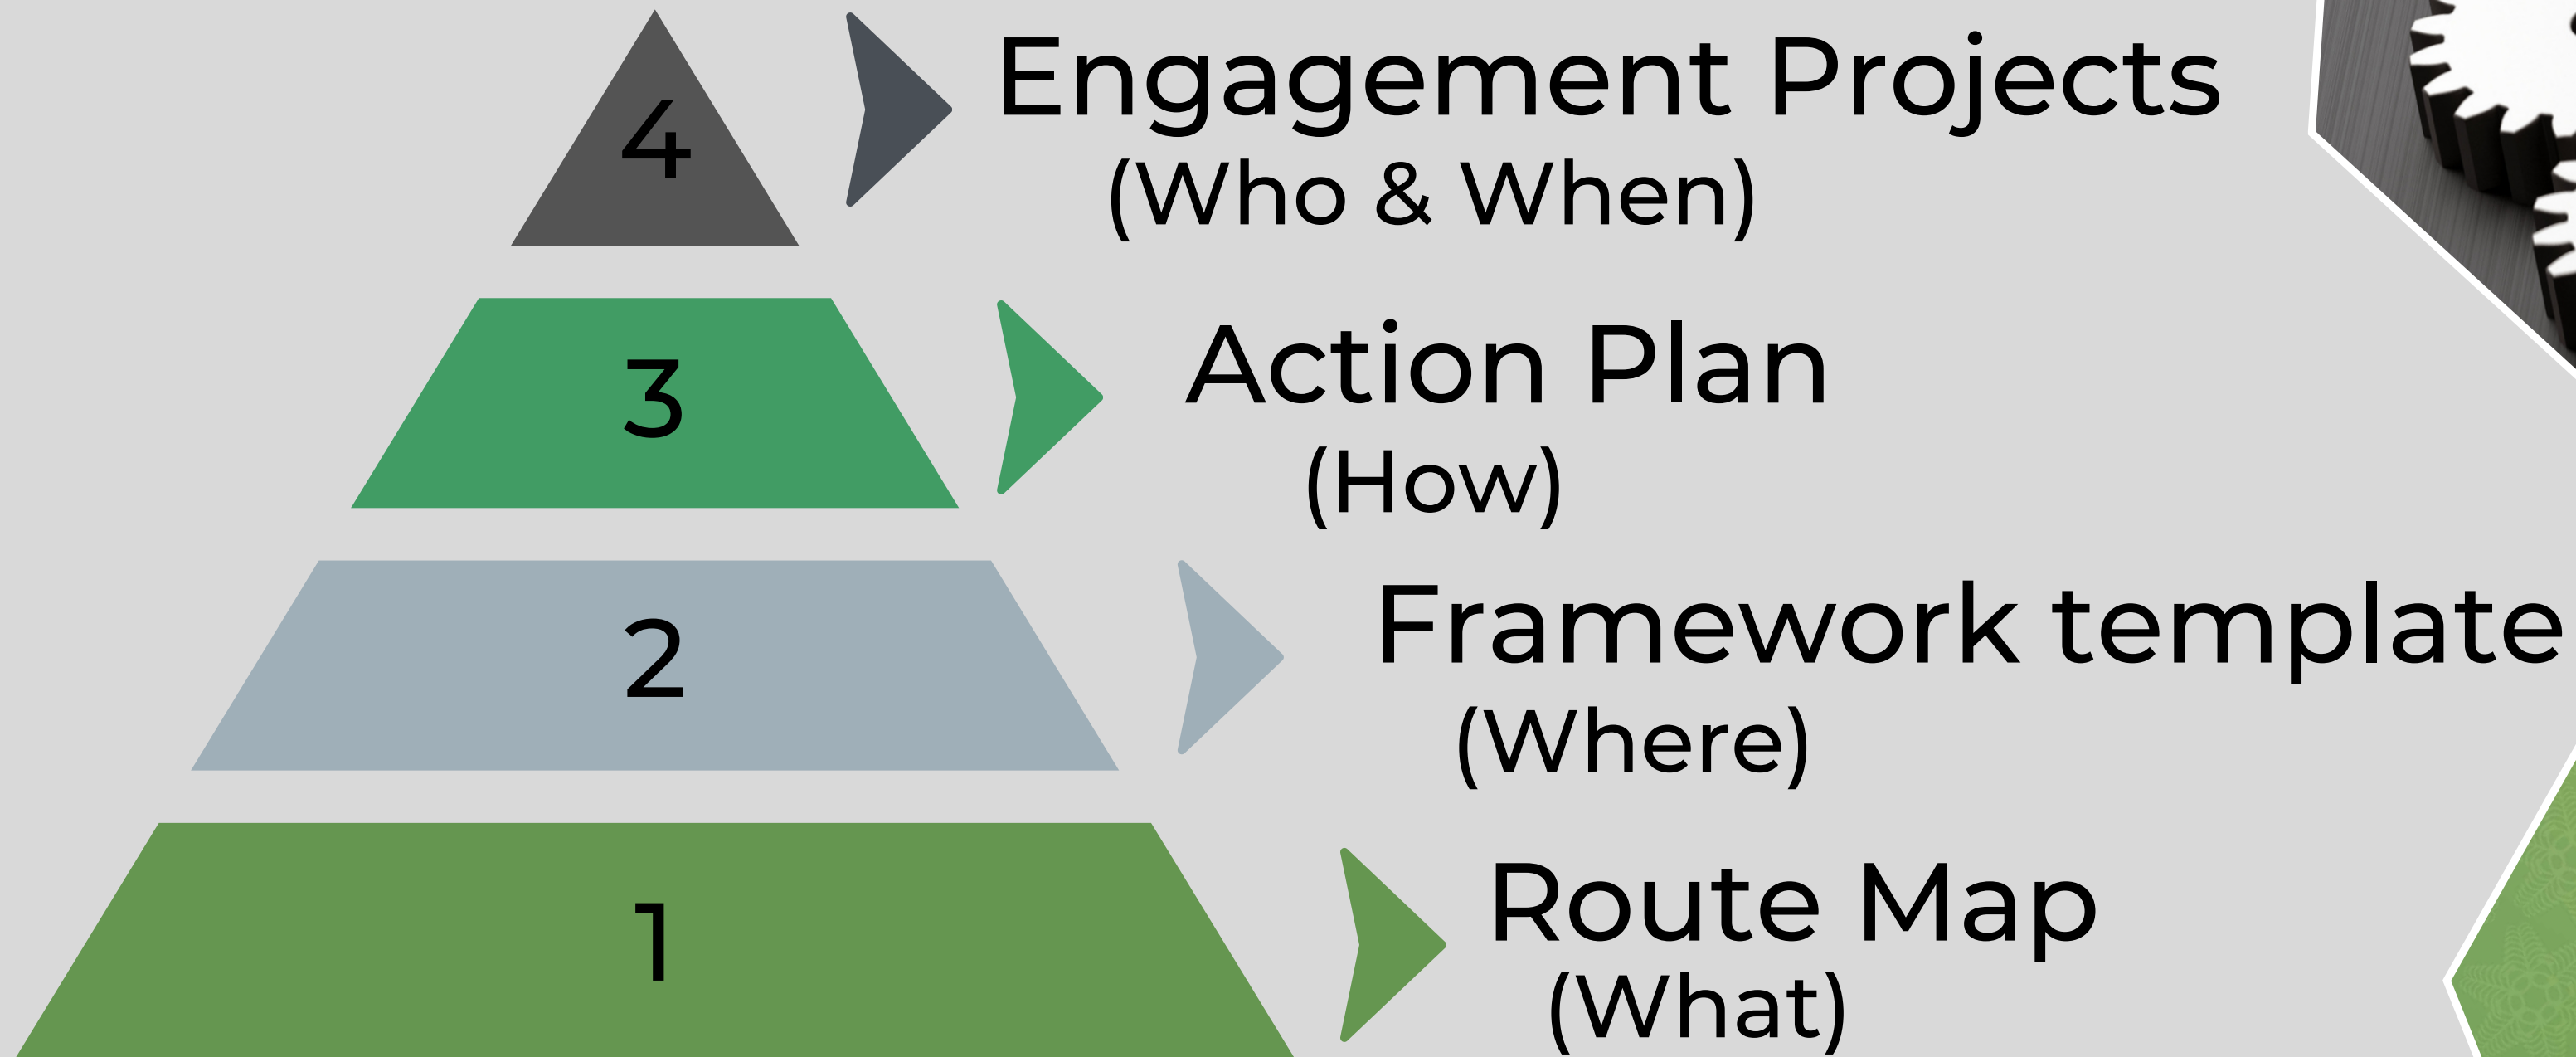 4
Engagement Projects
(Who & When)
3
Action Plan
(How)
2
Framework template
(Where)
1
Route Map
(What)